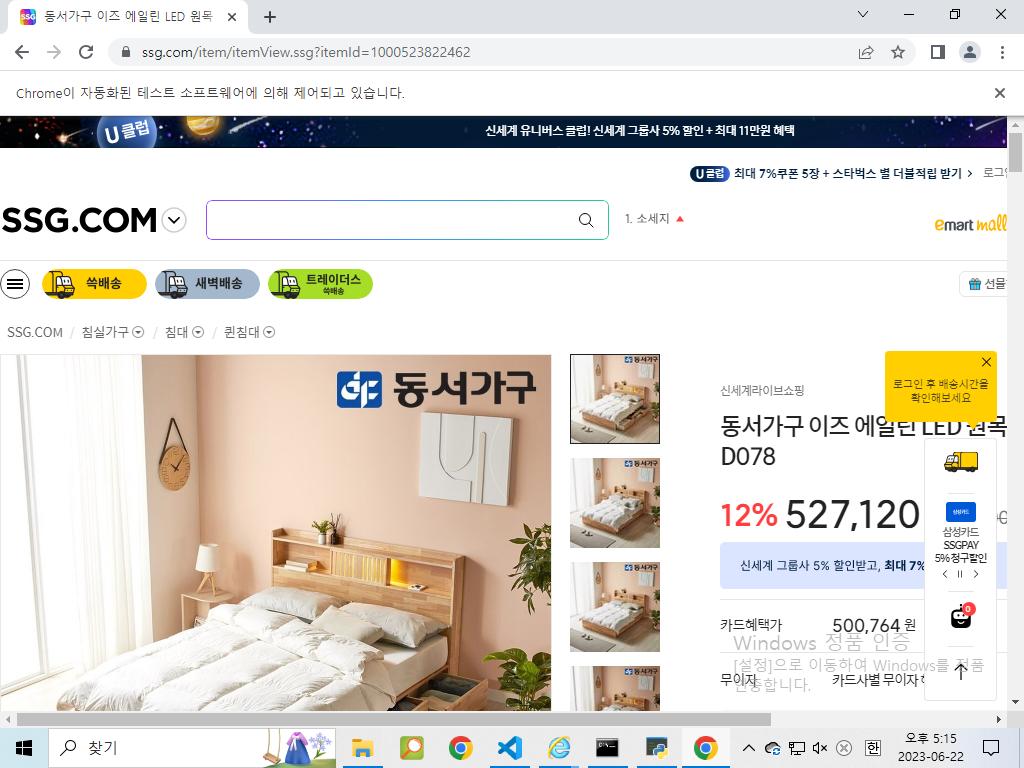 동서가구 이즈 에일린 LED 원목
ssg.com/item/itemView.ssg?itemId=1000523822462
Chrome이 자동화된 테스트 소프트웨어에 의해 제어되고 있습니다.
U 클럽
신세계 유니버스 클럽! 신세계 그룹사 5% 할인 + 최대 11만원 혜택
U 클럽 최대 7%쿠폰 5장 + 스타벅스 별 더블적립 받기 >
SSG.COM
1. 소세지
emart mall
쓱배송
새벽배송
트레이더스
쓱배송
선물
SSG.COM / 침실가구 / 침대 / 퀸침대
동서가구
신세계라이브쇼핑
동서가구 이즈 에일린 LED 원목
D078
로그인 후 배송시간을
확인해보세요
12% 527,120
신세계 그룹사 5% 할인받고, 최대 7%
삼성카드
삼성카드
SSGPAY
5% 청구할인
0
카드혜택가 500,764 원
Windows 정품 인증
[설정]으로 이동하여 Windows를 정품
인증합니다.
무이자 카드사별 무이자
찾기
오후 5:15
한
2023-06-22